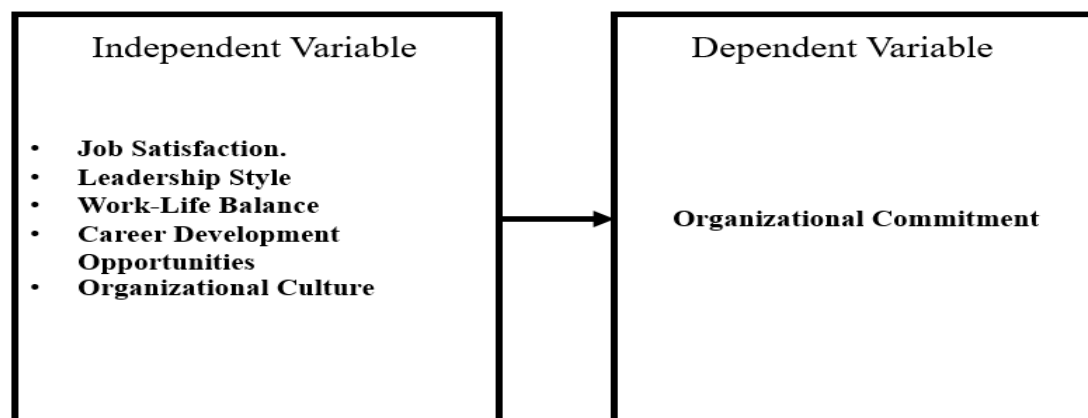 Independent Variable
• Job Satisfaction.
• Leadership Style
• Work-Life Balance
• Career Development
Opportunities
• Organizational Culture
Dependent Variable
Organizational Commitment